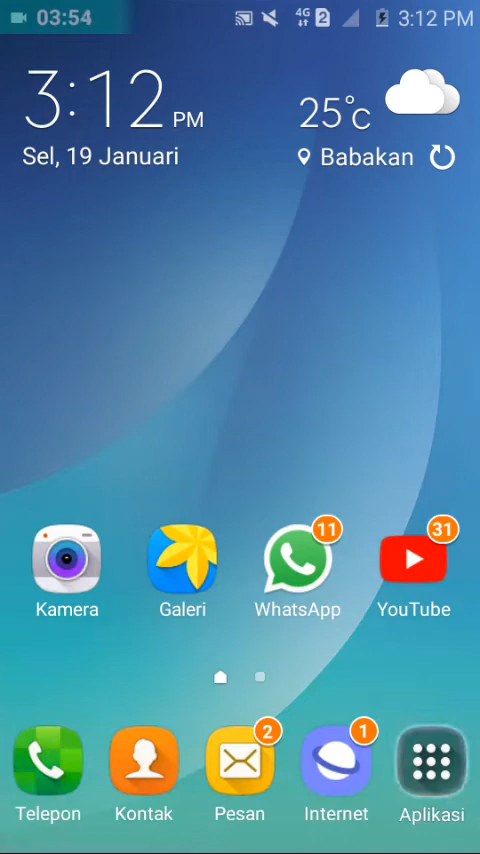 03:54 4G 2 3:12 PM
3:12 PM
25°c
Sel, 19 Januari
Babakan
11 31
Kamera Galeri WhatsApp YouTube
2 1
Telepon Kontak Pesan Internet Aplikasi